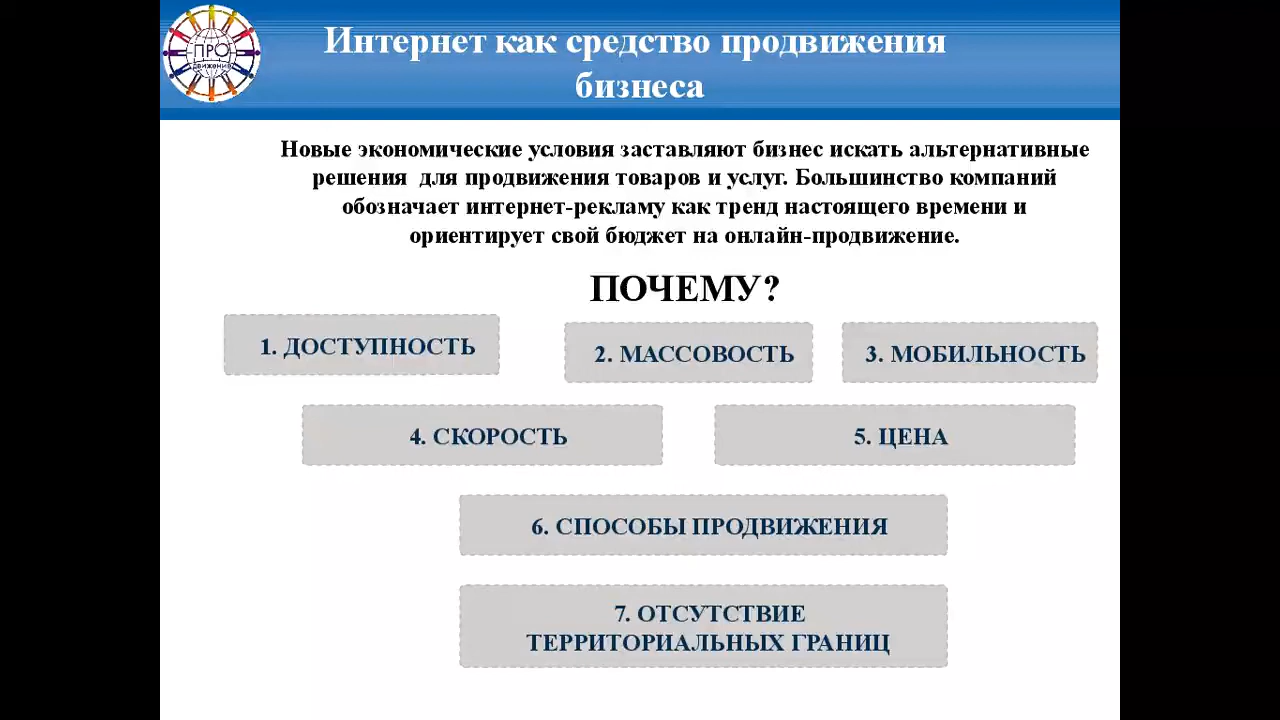 ПРО
движение
Интернет как средство продвижения
бизнеса
Новые экономические условия заставляют бизнес искать альтернативные
решения для продвижения товаров и услуг. Большинство компаний
обозначает интернет-рекламу как тренд настоящего времени и
ориентирует свой бюджет на онлайн-продвижение.
ПОЧЕМУ?
1. ДОСТУПНОСТЬ
2. МАССОВОСТЬ
3. МОБИЛЬНОСТЬ
4. СКОРОСТЬ
5. ЦЕНА
6. СПОСОБЫ ПРОДВИЖЕНИЯ
7. ОТСУТСТВИЕ
ТЕРРИТОРИАЛЬНЫХ ГРАНИЦ